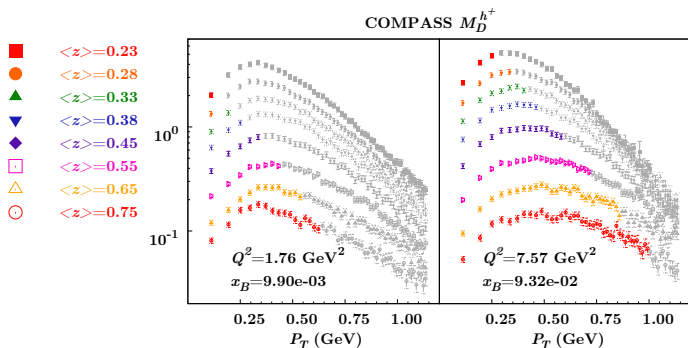 COMPASS M_D^{h^+}
<z>=0.23
<z>=0.28
<z>=0.33
<z>=0.38
<z>=0.45
<z>=0.55
<z>=0.65
<z>=0.75
10^0
10^-1
Q^2=1.76 GeV^2
x_B=9.90e-03
Q^2=7.57 GeV^2
x_B=9.32e-02
0.25 0.50 0.75 1.00 0.25 0.50 0.75 1.00
P_T (GeV) P_T (GeV)